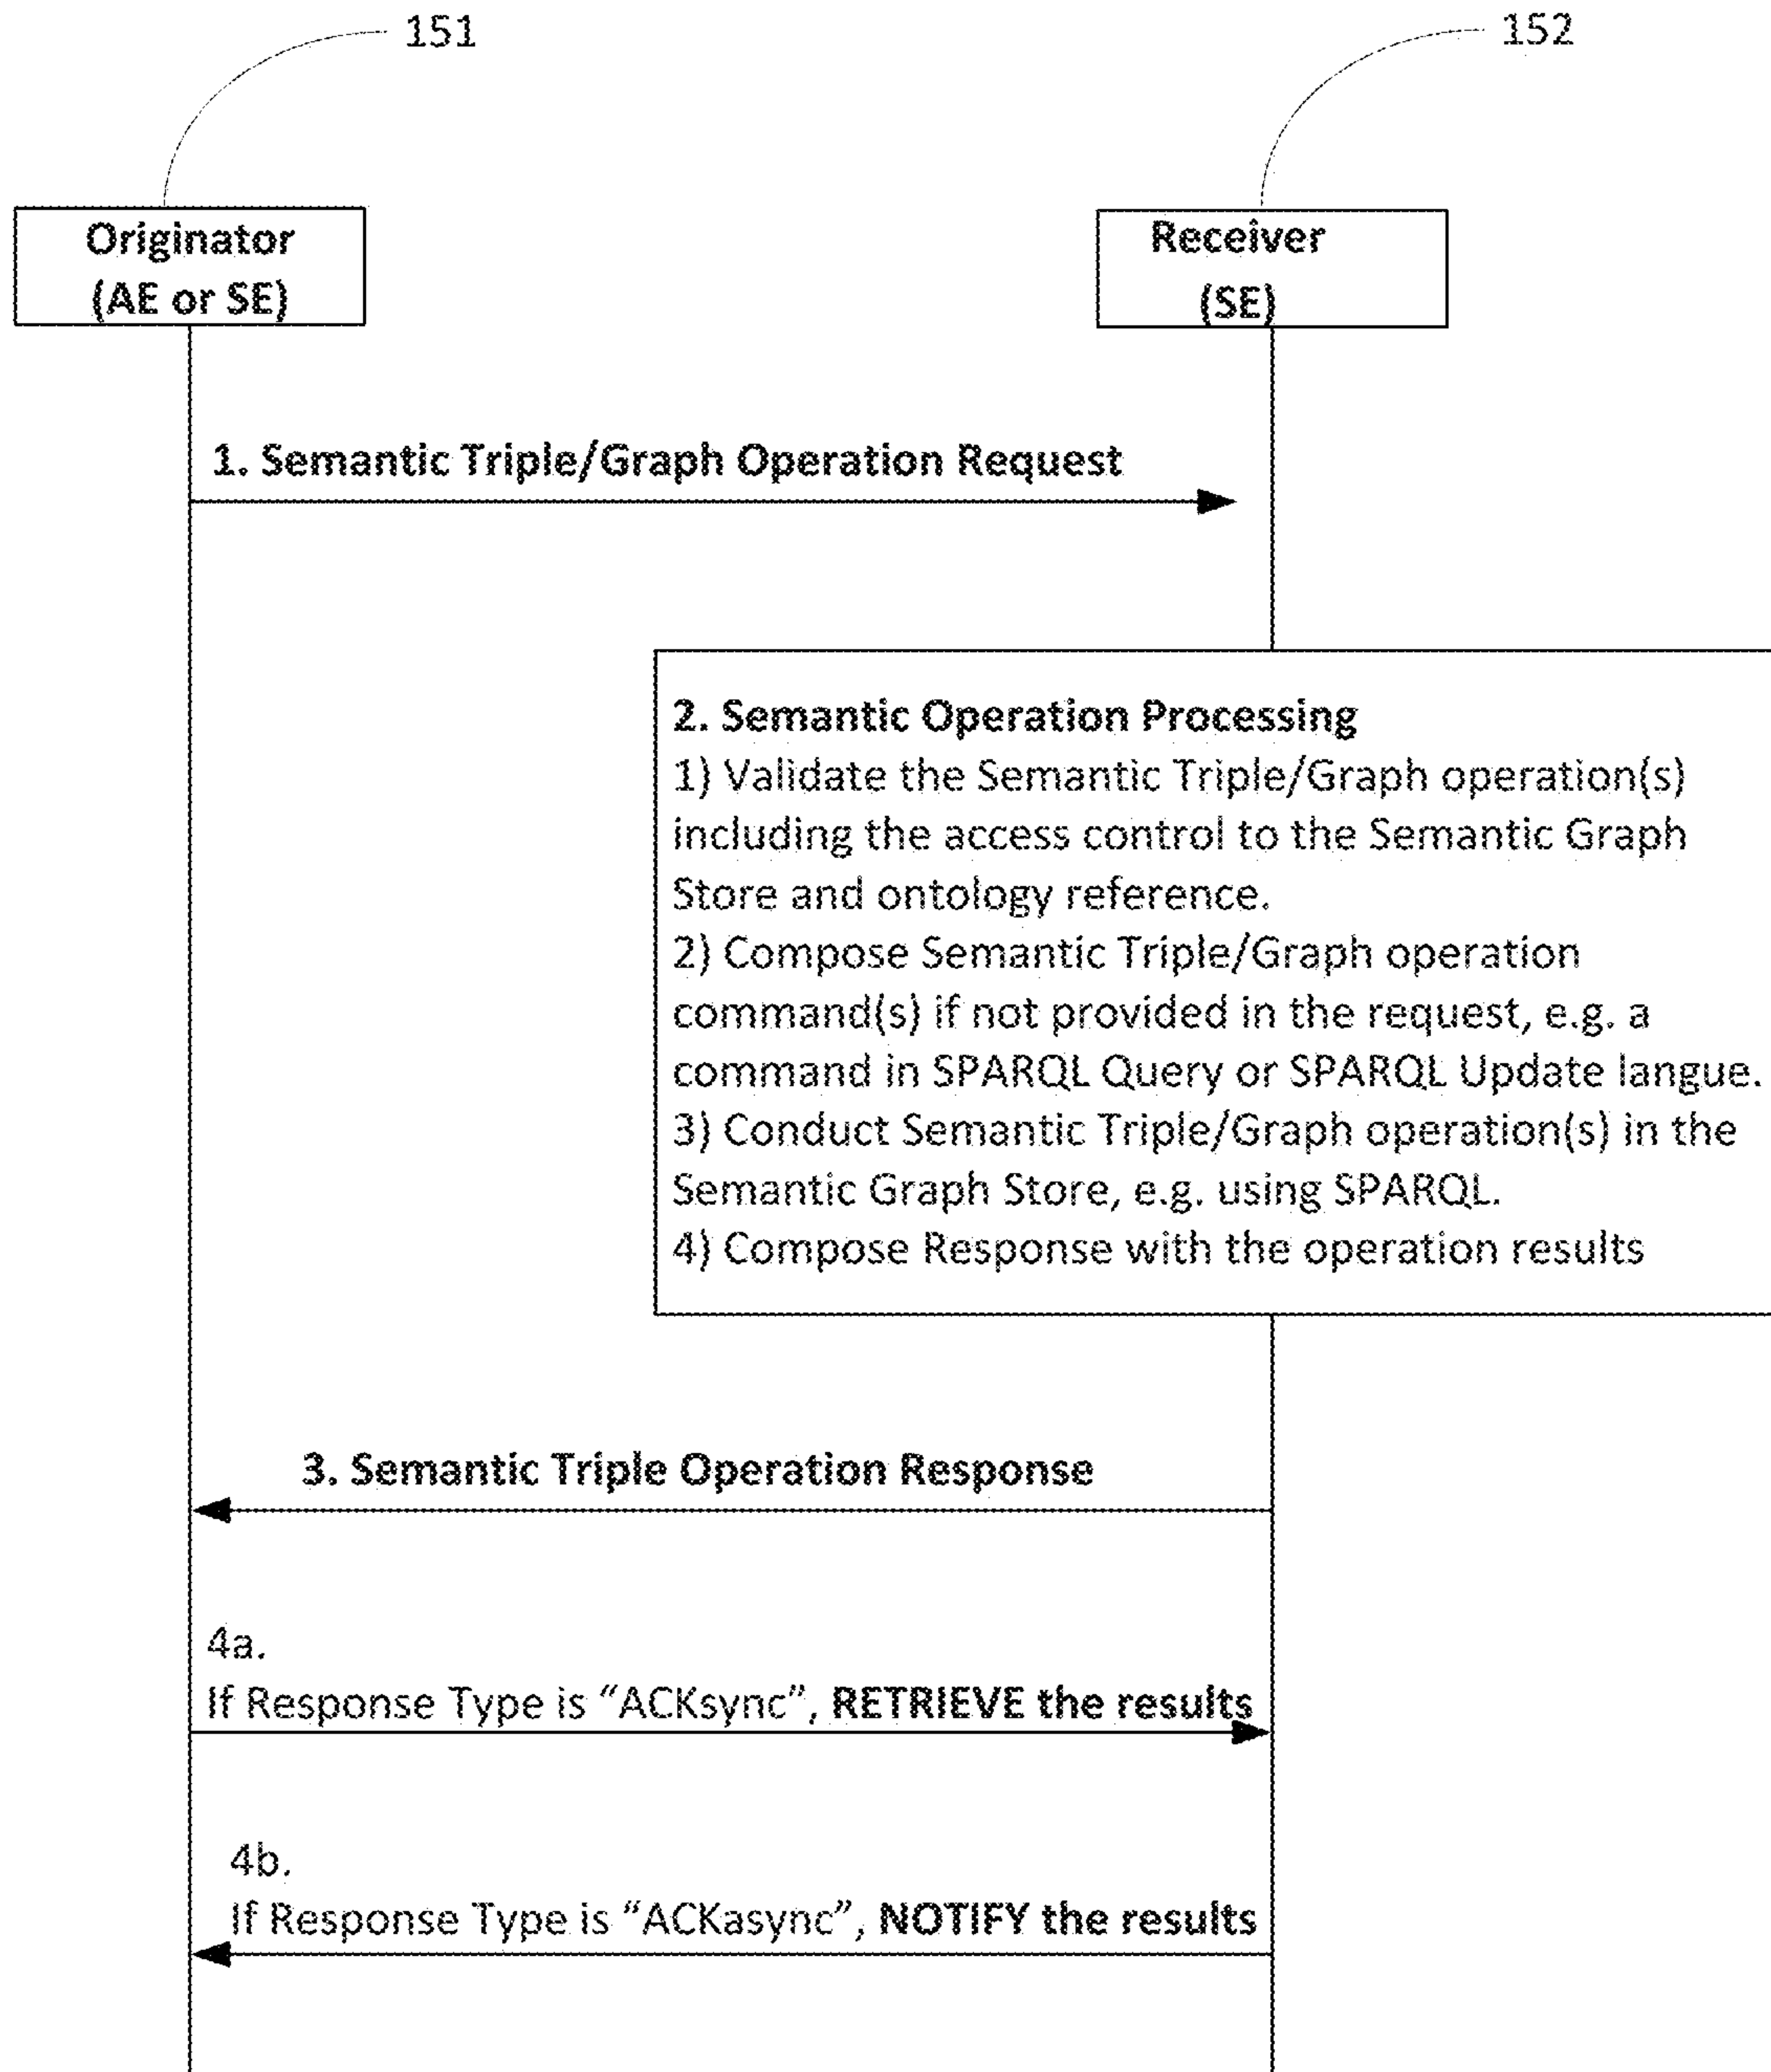 151
152
Originator
(AE or SE)
Receiver
(SE)
1. Semantic Triple/Graph Operation Request
2. Semantic Operation Processing
1) Validate the Semantic Triple/Graph operation(s)
including the access control to the Semantic Graph
Store and ontology reference.
2) Compose Semantic Triple/Graph operation
command(s) if not provided in the request, e.g. a
command in SPARQL Query or SPARQL Update langue.
3) Conduct Semantic Triple/Graph operation(s) in the
Semantic Graph Store, e.g. using SPARQL.
4) Compose Response with the operation results
3. Semantic Triple Operation Response
4a.
If Response Type is “ACKsync”, RETRIEVE the results
4b.
If Response Type is “ACKasync”, NOTIFY the results